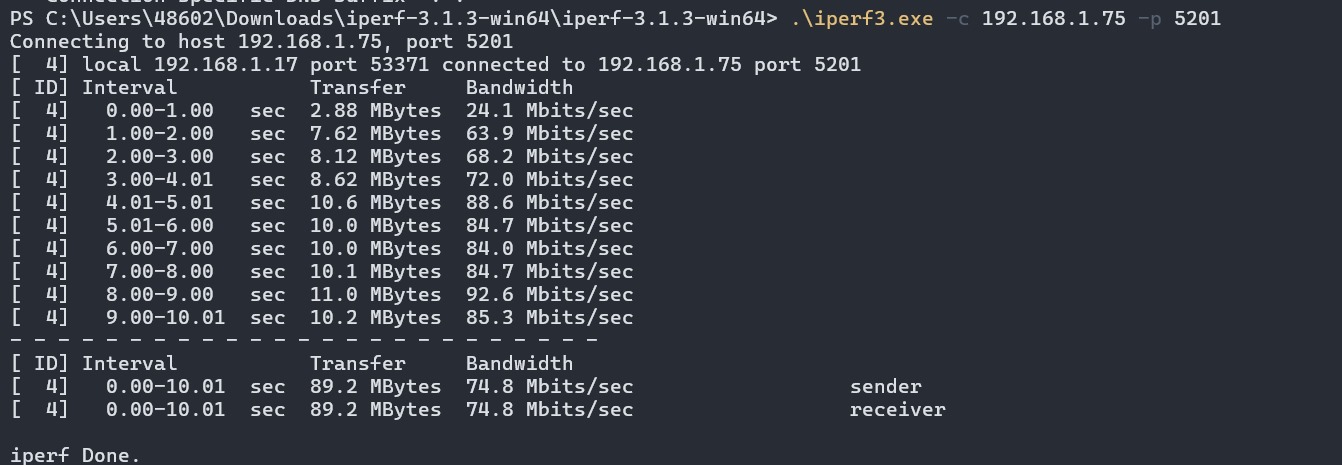 PS C:\Users\48602\Downloads\iperf-3.1.3-win64\iperf-3.1.3-win64> .\iperf3.exe -c 192.168.1.75 -p 5201
Connecting to host 192.168.1.75, port 5201
[  4] local 192.168.1.17 port 53371 connected to 192.168.1.75 port 5201
[ ID] Interval           Transfer     Bandwidth
[  4]   0.00-1.00   sec  2.88 MBytes  24.1 Mbits/sec
[  4]   1.00-2.00   sec  7.62 MBytes  63.9 Mbits/sec
[  4]   2.00-3.00   sec  8.12 MBytes  68.2 Mbits/sec
[  4]   3.00-4.01   sec  8.62 MBytes  72.0 Mbits/sec
[  4]   4.01-5.01   sec  10.6 MBytes  88.6 Mbits/sec
[  4]   5.01-6.00   sec  10.0 MBytes  84.7 Mbits/sec
[  4]   6.00-7.00   sec  10.0 MBytes  84.0 Mbits/sec
[  4]   7.00-8.00   sec  10.1 MBytes  84.7 Mbits/sec
[  4]   8.00-9.00   sec  11.0 MBytes  92.6 Mbits/sec
[  4]   9.00-10.01  sec  10.2 MBytes  85.3 Mbits/sec
- - - - - - - - - - - - - - - - - - - - - - - - -
[ ID] Interval           Transfer     Bandwidth
[  4]   0.00-10.01  sec  89.2 MBytes  74.8 Mbits/sec                  sender
[  4]   0.00-10.01  sec  89.2 MBytes  74.8 Mbits/sec                  receiver
iperf Done.